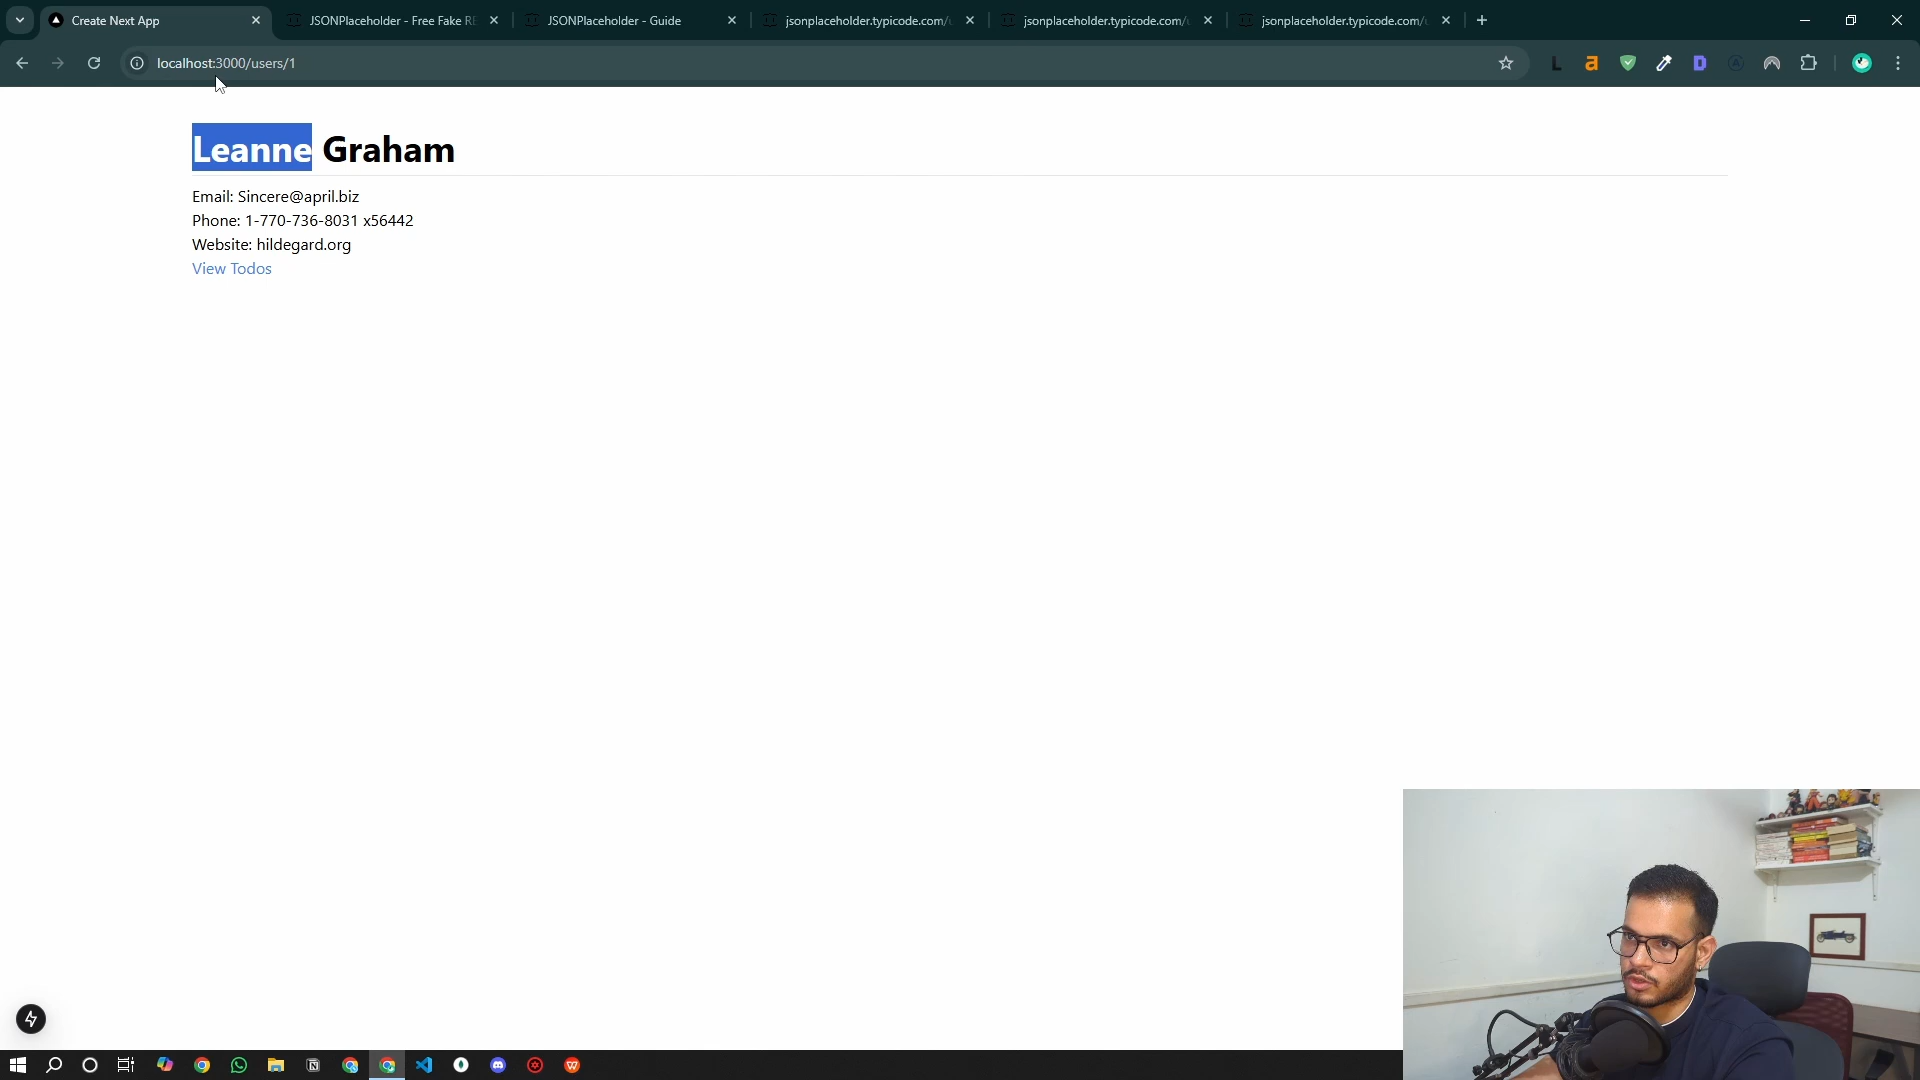 Create Next App
JSONPlaceholder - Free Fake RE
JSONPlaceholder - Guide
jsonplaceholder.typicode.com/
jsonplaceholder.typicode.com/
jsonplaceholder.typicode.com/
localhost:3000/users/1
Leanne Graham
Email: Sincere@april.biz
Phone: 1-770-736-8031 x56442
Website: hildegard.org
View Todos